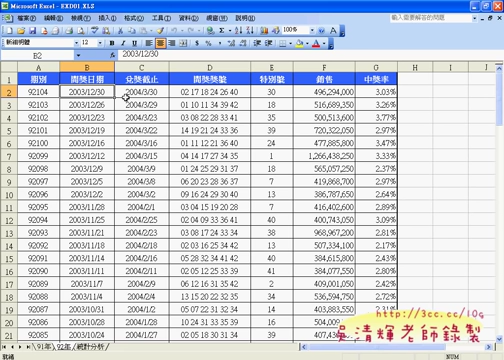 Microsoft Excel - EX01.XLS
檔案(F) 編輯(E) 檢視(V) 插入(I) 格式(O) 工具(T) 資料(D) 視窗(W) 說明(H)
輸入需要解答的問題
100%
新細明體 12
B2 2003/12/30
A B C D E F G H I J
1 期別 開獎日期 兌獎截止 開獎獎號 特別號 銷售 中獎率
2 92104 2003/12/30 2004/3/30 02 17 18 24 26 40 30 496,294,000 3.03%
3 92103 2003/12/26 2004/3/29 01 10 11 34 39 42 18 516,689,350 3.26%
4 92102 2003/12/23 2004/3/23 03 08 22 28 33 41 35 500,513,600 3.77%
5 92101 2003/12/19 2004/3/22 14 19 21 24 33 36 39 720,322,050 2.97%
6 92100 2003/12/16 2004/3/16 01 11 12 21 36 40 24 477,885,800 3.47%
7 92099 2003/12/12 2004/3/15 04 14 17 27 34 35 1 1,266,438,250 3.33%
8 92098 2003/12/9 2004/3/9 01 24 25 29 31 37 18 565,057,250 2.37%
9 92097 2003/12/5 2004/3/8 06 20 23 28 36 37 7 419,868,700 2.97%
10 92096 2003/12/2 2004/3/2 09 16 24 29 30 40 13 386,787,650 2.64%
11 92095 2003/11/28 2004/2/1 03 04 15 19 20 28 7 416,402,600 2.89%
12 92094 2003/11/25 2004/2/25 02 04 09 33 36 41 40 400,743,050 3.09%
13 92093 2003/11/21 2004/2/23 03 08 17 24 33 34 38 968,967,200 2.81%
14 92092 2003/11/18 2004/2/18 02 03 16 25 34 42 13 507,334,100 2.17%
15 92091 2003/11/14 2004/2/16 05 28 32 34 41 42 40 384,615,800 2.43%
16 92090 2003/11/11 2004/2/11 02 05 12 25 33 39 41 384,077,550 2.80%
17 92089 2003/11/7 2004/2/9 06 12 16 31 35 42 2 409,001,050 2.42%
18 92088 2003/11/4 2004/2/4 13 15 20 22 32 35 34 536,594,750 2.72%
19 92087 2003/10/31 2004/1/2 05 07 22 31 32 34 14 403,883,550 2.31%
20 92086 2003/10/28 2004/1/28 10 24 31 33 35 39 16
21 92085 2003/10/24 2004/1/27 02 05 18 30 31 34 39
91年 92年 統計分析
NUM
http://3cc.cc/10q
吳清輝老師錄製